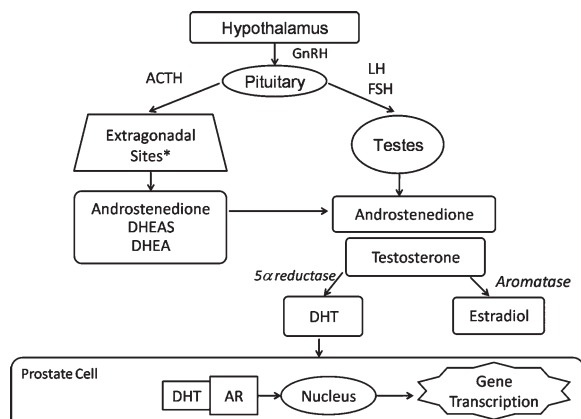 Hypothalamus
GnRH
ACTH
Pituitary
LH
FSH
Extragonadal
Sites*
Testes
Androstenedione
DHEAS
DHEA
Androstenedione
Testosterone
5α reductase
Aromatase
DHT
Estradiol
Prostate Cell
DHT
AR
Nucleus
Gene
Transcription